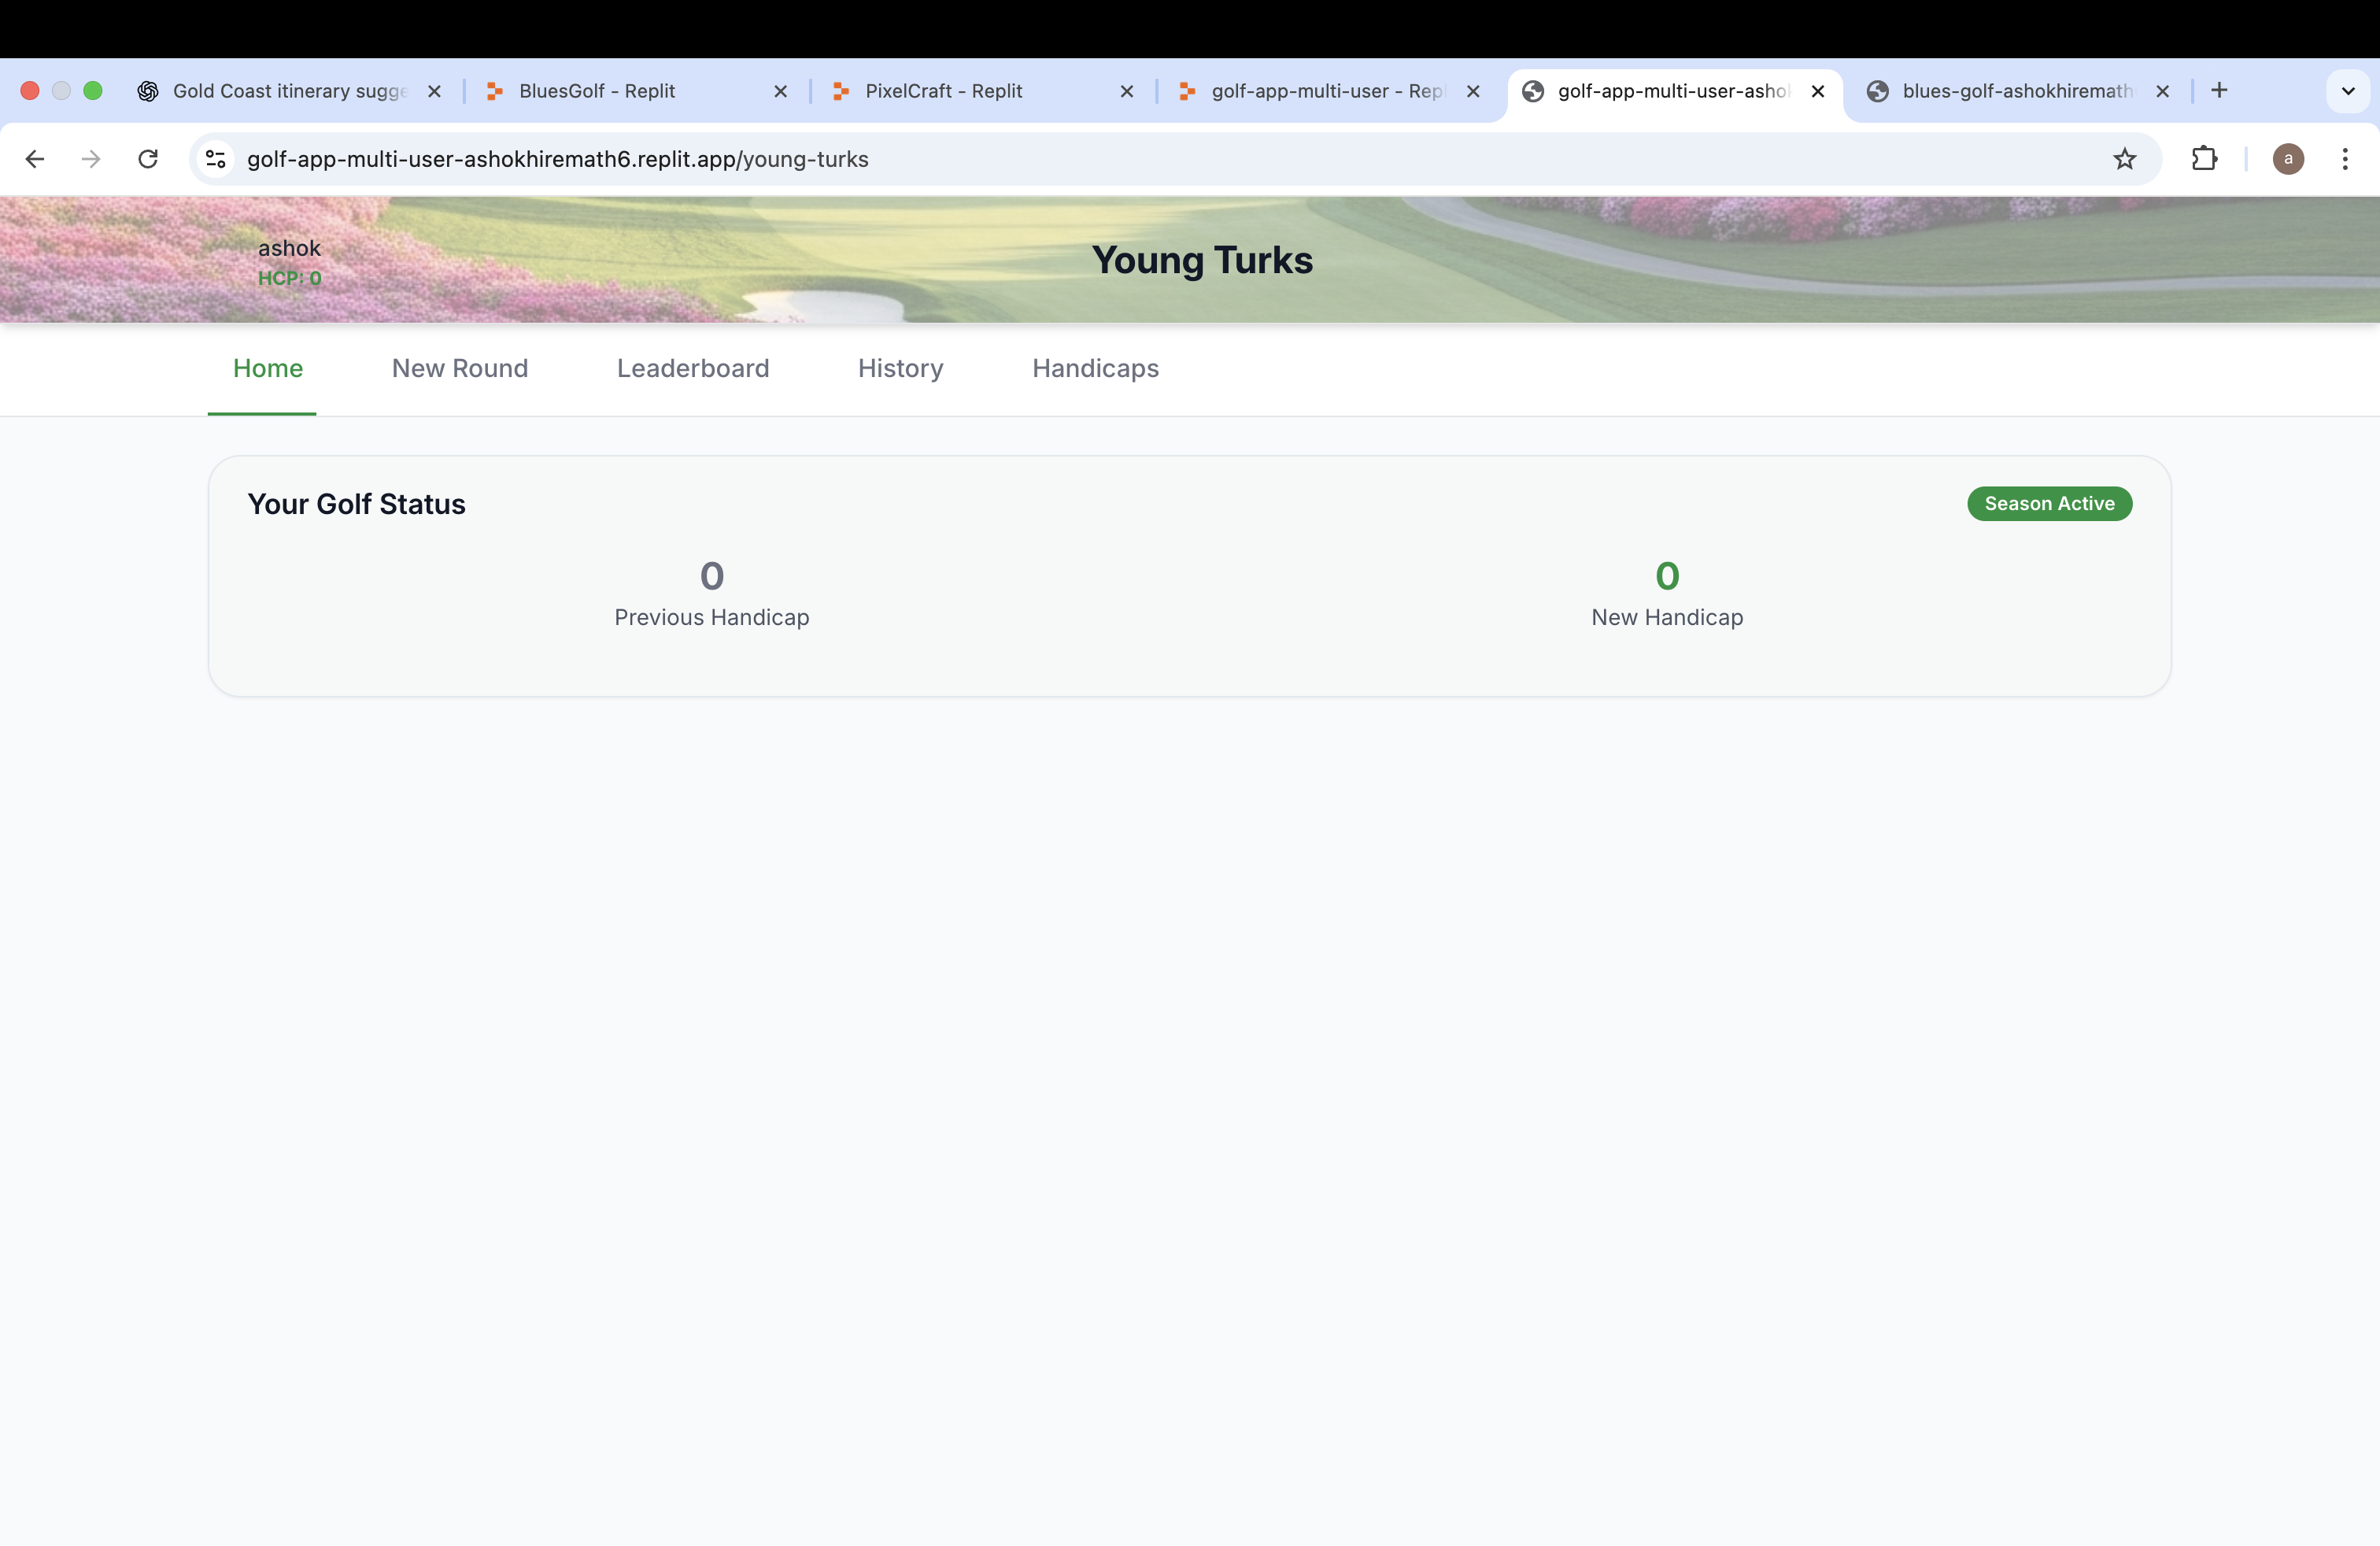 Gold Coast itinerary sugge
BluesGolf - Replit
PixelCraft - Replit
golf-app-multi-user - Repl
golf-app-multi-user-ashol
blues-golf-ashokhiremath
golf-app-multi-user-ashokhiremath6.replit.app/young-turks
a
ashok
HCP: 0
Young Turks
Home
New Round
Leaderboard
History
Handicaps
Your Golf Status
Season Active
0
Previous Handicap
0
New Handicap